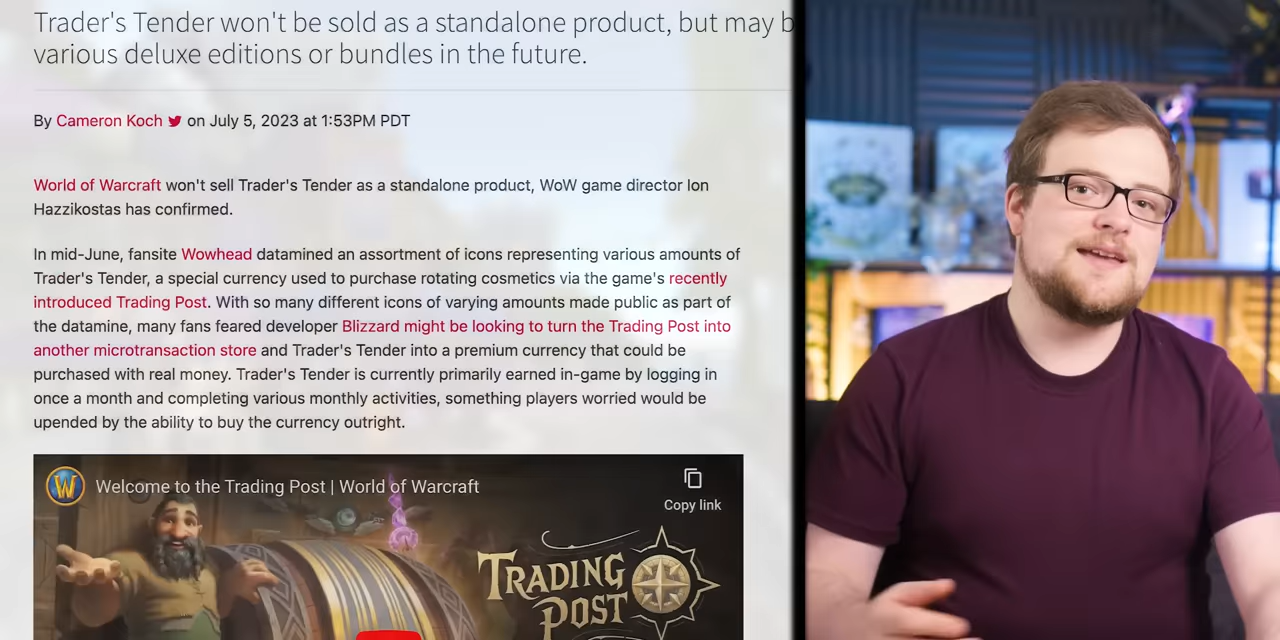 Trader's Tender won't be sold as a standalone product, but may b
various deluxe editions or bundles in the future.
By Cameron Koch on July 5, 2023 at 1:53PM PDT
World of Warcraft won't sell Trader's Tender as a standalone product, WoW game director Ion
Hazzikostas has confirmed.
In mid-June, fansite Wowhead datamined an assortment of icons representing various amounts of
Trader's Tender, a special currency used to purchase rotating cosmetics via the game's recently
introduced Trading Post. With so many different icons of varying amounts made public as part of
the datamine, many fans feared developer Blizzard might be looking to turn the Trading Post into
another microtransaction store and Trader's Tender into a premium currency that could be
purchased with real money. Trader's Tender is currently primarily earned in-game by logging in
once a month and completing various monthly activities, something players worried would be
upended by the ability to buy the currency outright.
W
Welcome to the Trading Post | World of Warcraft
Copy link
TRADING
POST